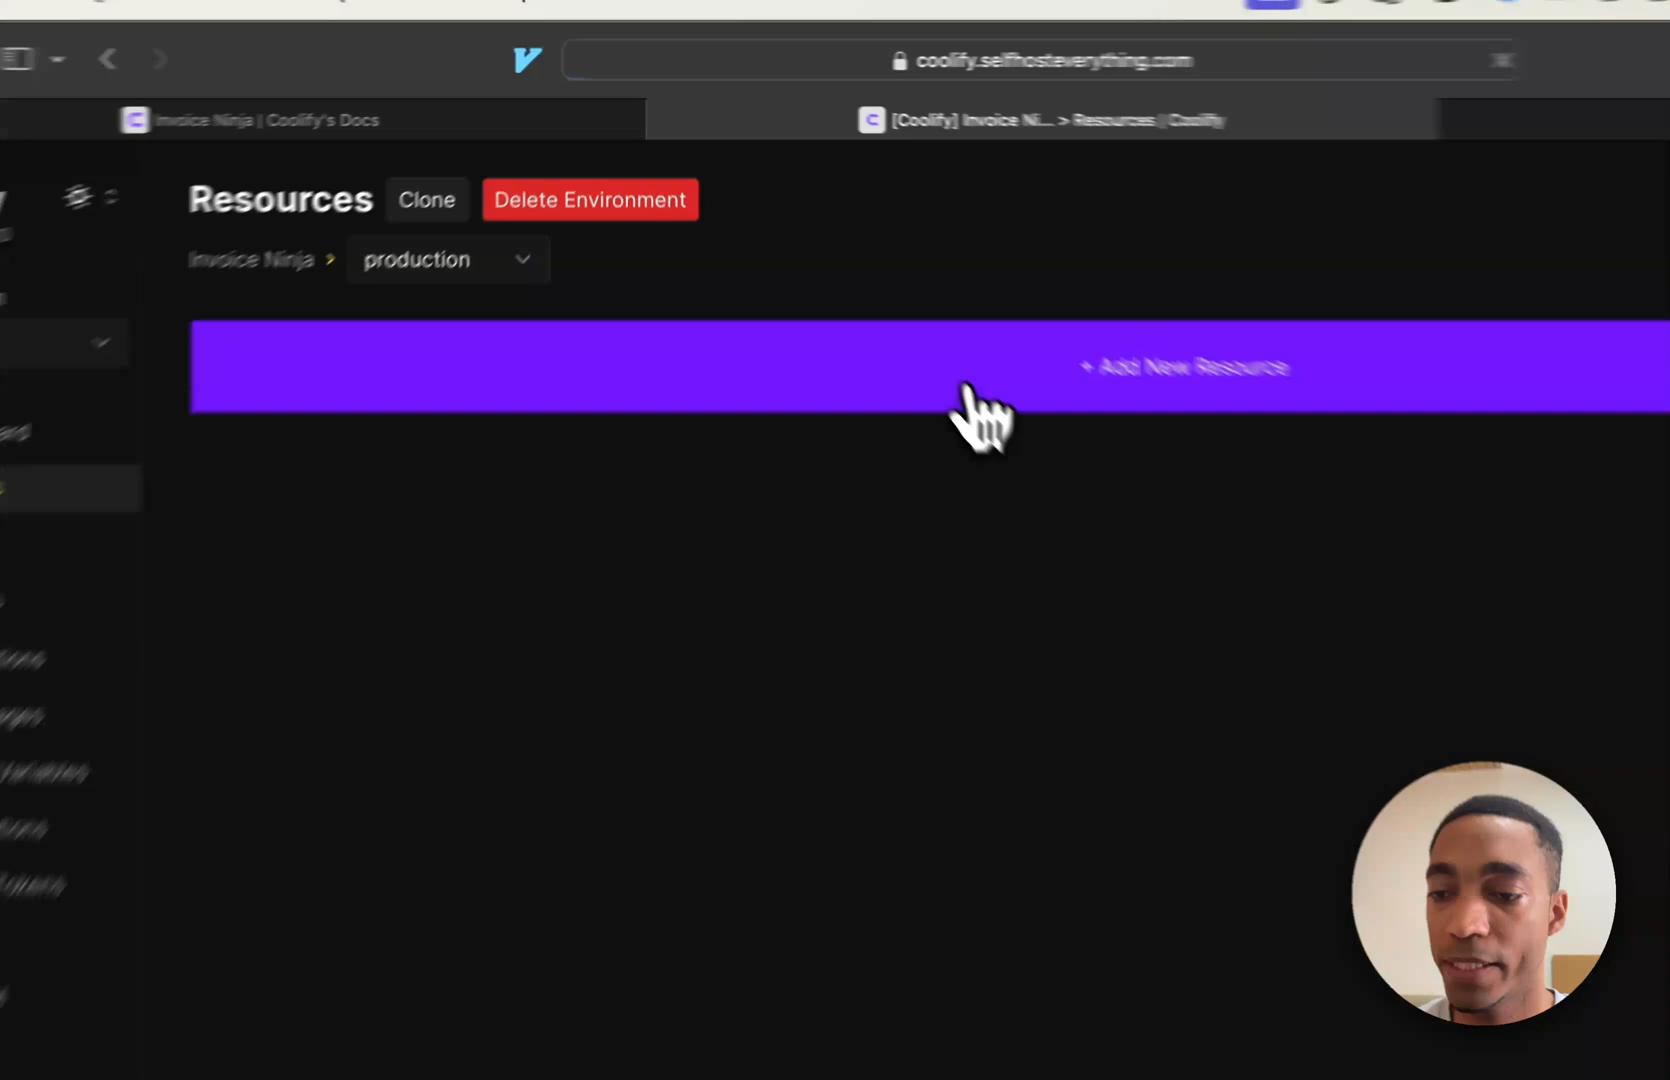 coolify.selfhosteverything.com
Invoice Ninja | Coolify's Docs
[Coolify] Invoice Ni... > Resources | Coolify
Resources
Clone
Delete Environment
Invoice Ninja >
production
+ Add New Resource